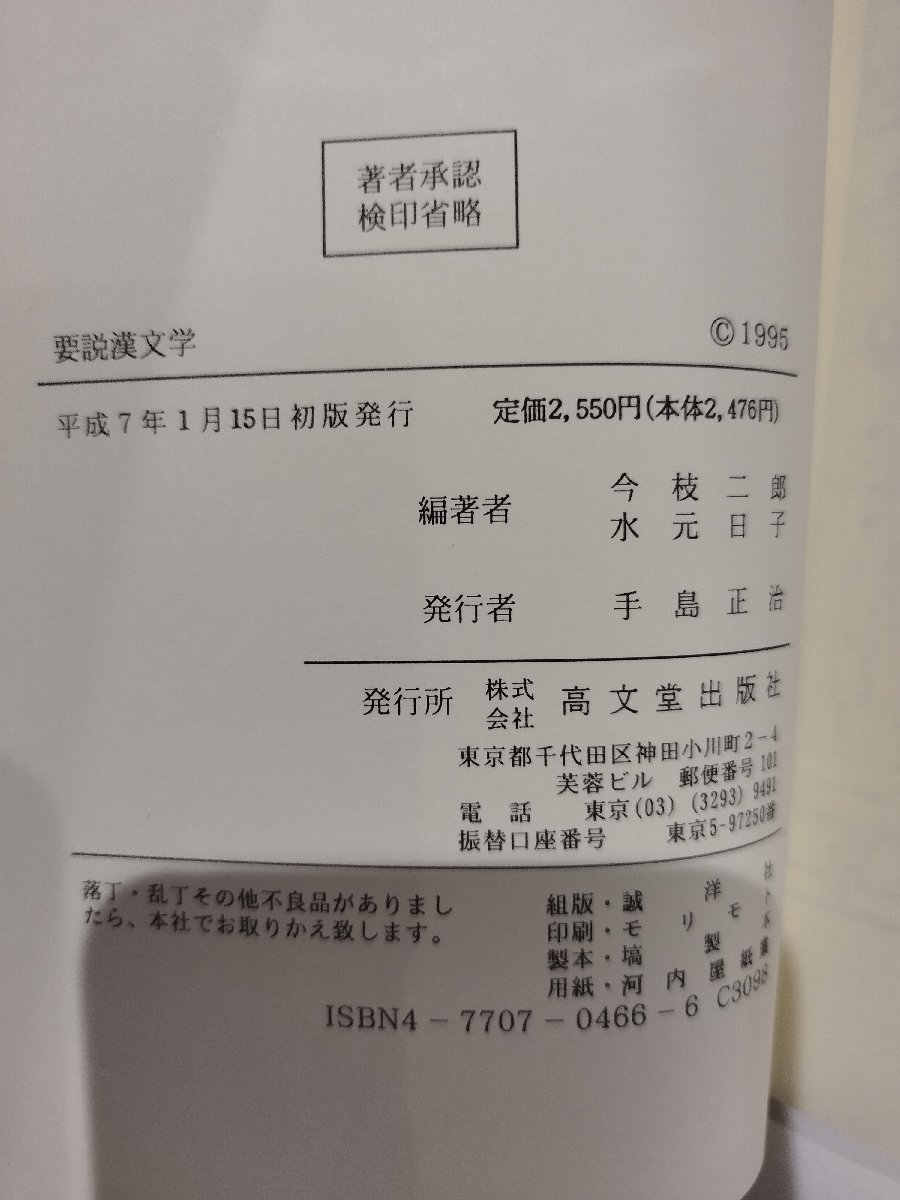 著者承認
検印省略
要説漢文学
©1995
平成7年1月15日初版発行 定価2,550円(本体2,476円)
編著者 今枝二郎
水元日子
発行者 手島正治
発行所 株式会社 高文堂出版社
東京都千代田区神田小川町2-4
芙蓉ビル 郵便番号101
電話 東京(03)(3293)9491
振替口座番号 東京5-97250番
落丁・乱丁その他不良品がありまし
たら、本社でお取りかえ致します。
組版・誠洋社
印刷・モリモト
製本・塙製本
用紙・河内屋紙業
ISBN4-7707-0466-6 C3098